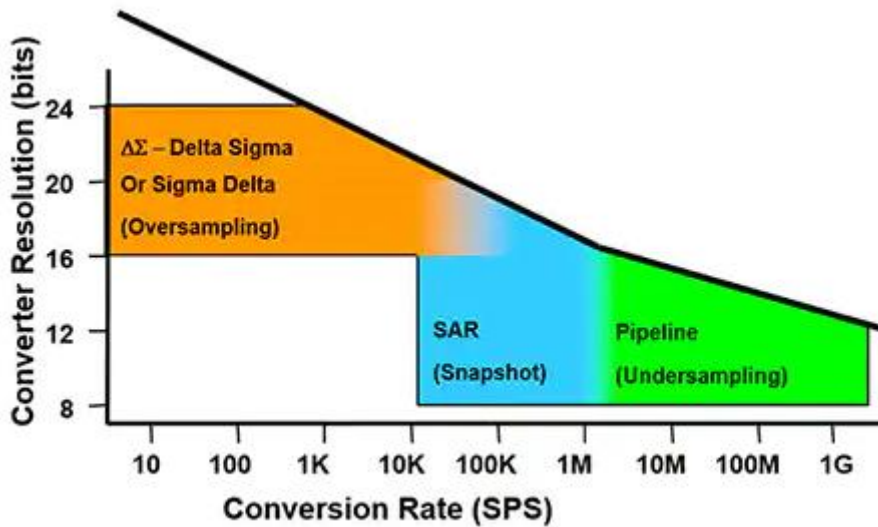 Converter Resolution (bits)
24
20
16
12
8
ΔΣ – Delta Sigma
Or Sigma Delta
(Oversampling)
SAR
(Snapshot)
Pipeline
(Undersampling)
10 100 1K 10K 100K 1M 10M 100M 1G
Conversion Rate (SPS)